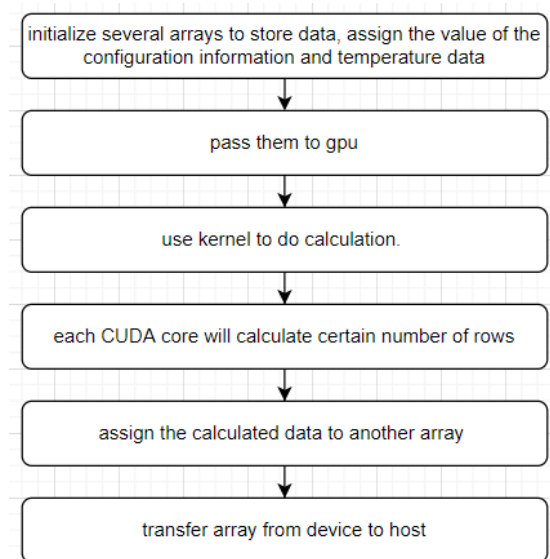 initialize several arrays to store data, assign the value of the
configuration information and temperature data
pass them to gpu
use kernel to do calculation.
each CUDA core will calculate certain number of rows
assign the calculated data to another array
transfer array from device to host